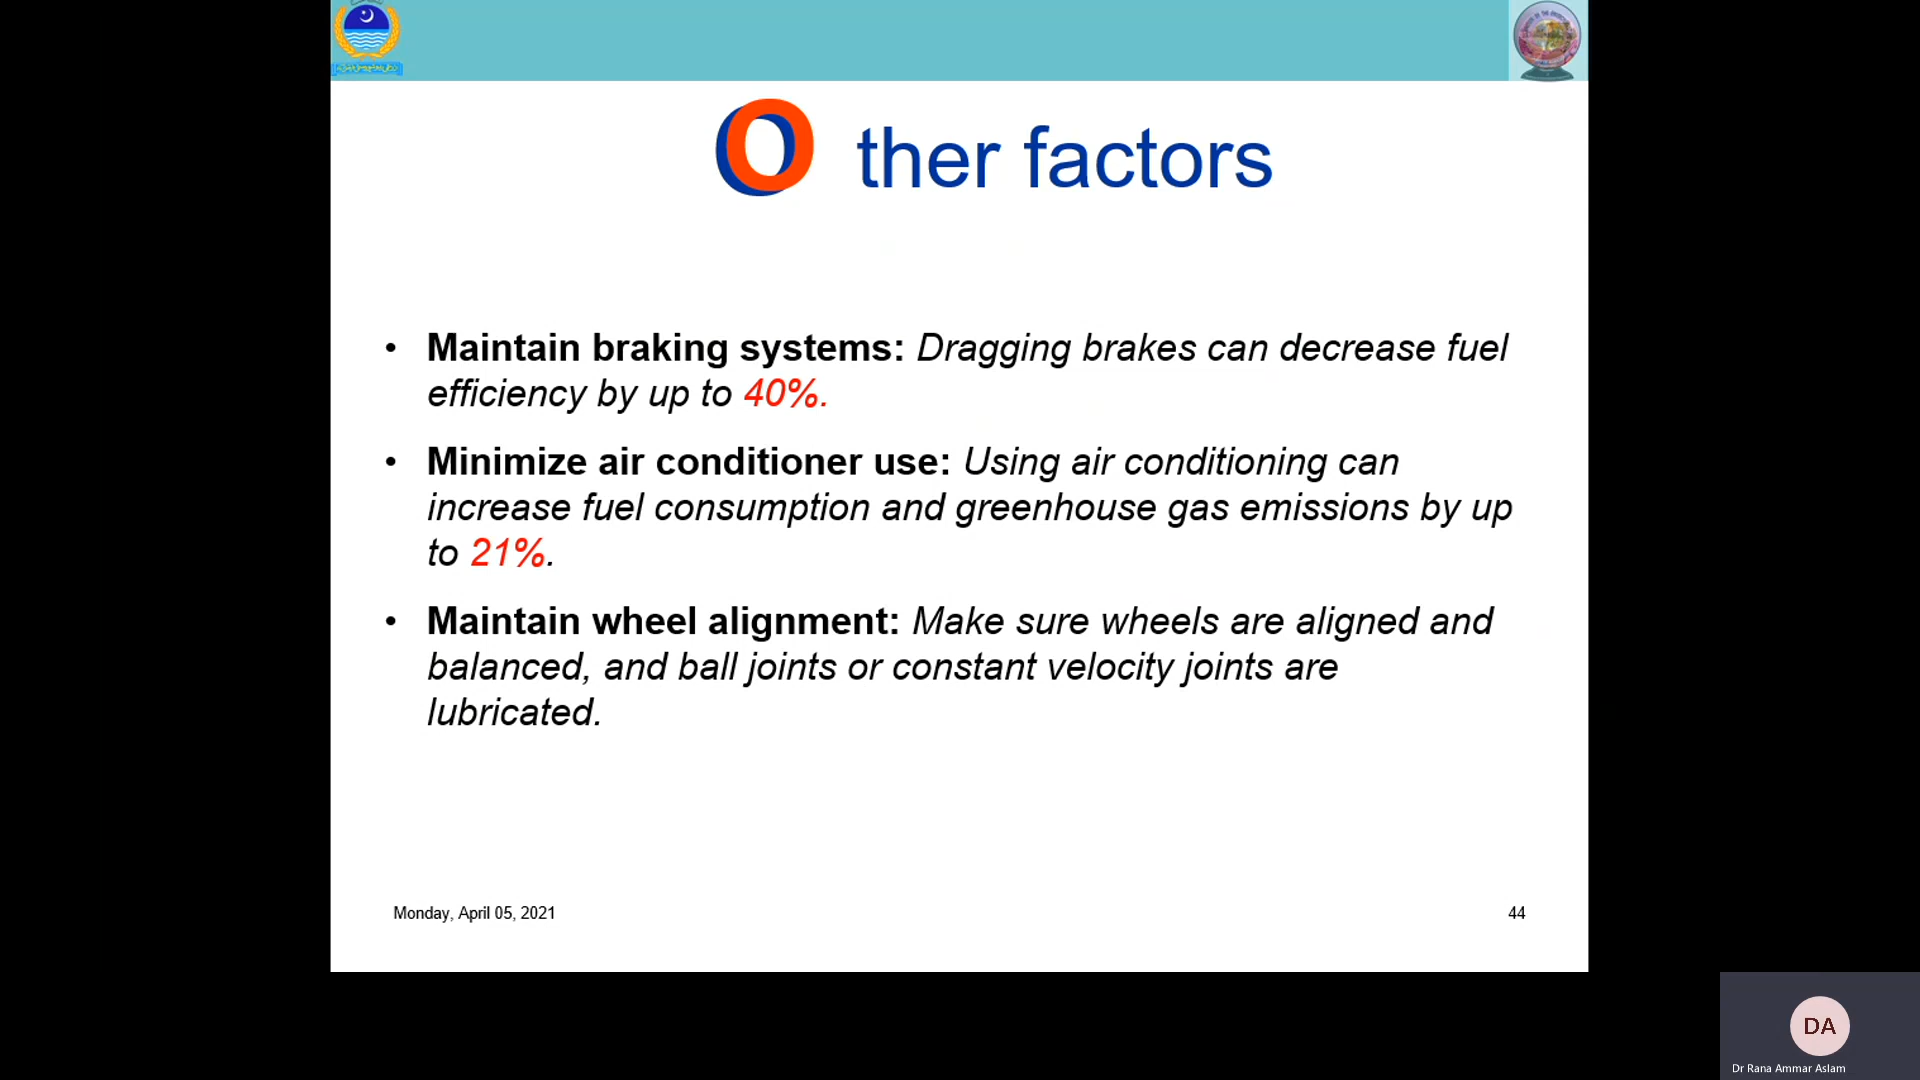 O ther factors
• Maintain braking systems: Dragging brakes can decrease fuel
efficiency by up to 40%.
• Minimize air conditioner use: Using air conditioning can
increase fuel consumption and greenhouse gas emissions by up
to 21%.
• Maintain wheel alignment: Make sure wheels are aligned and
balanced, and ball joints or constant velocity joints are
lubricated.
Monday, April 05, 2021
44
DA
Dr Rana Ammar Aslam